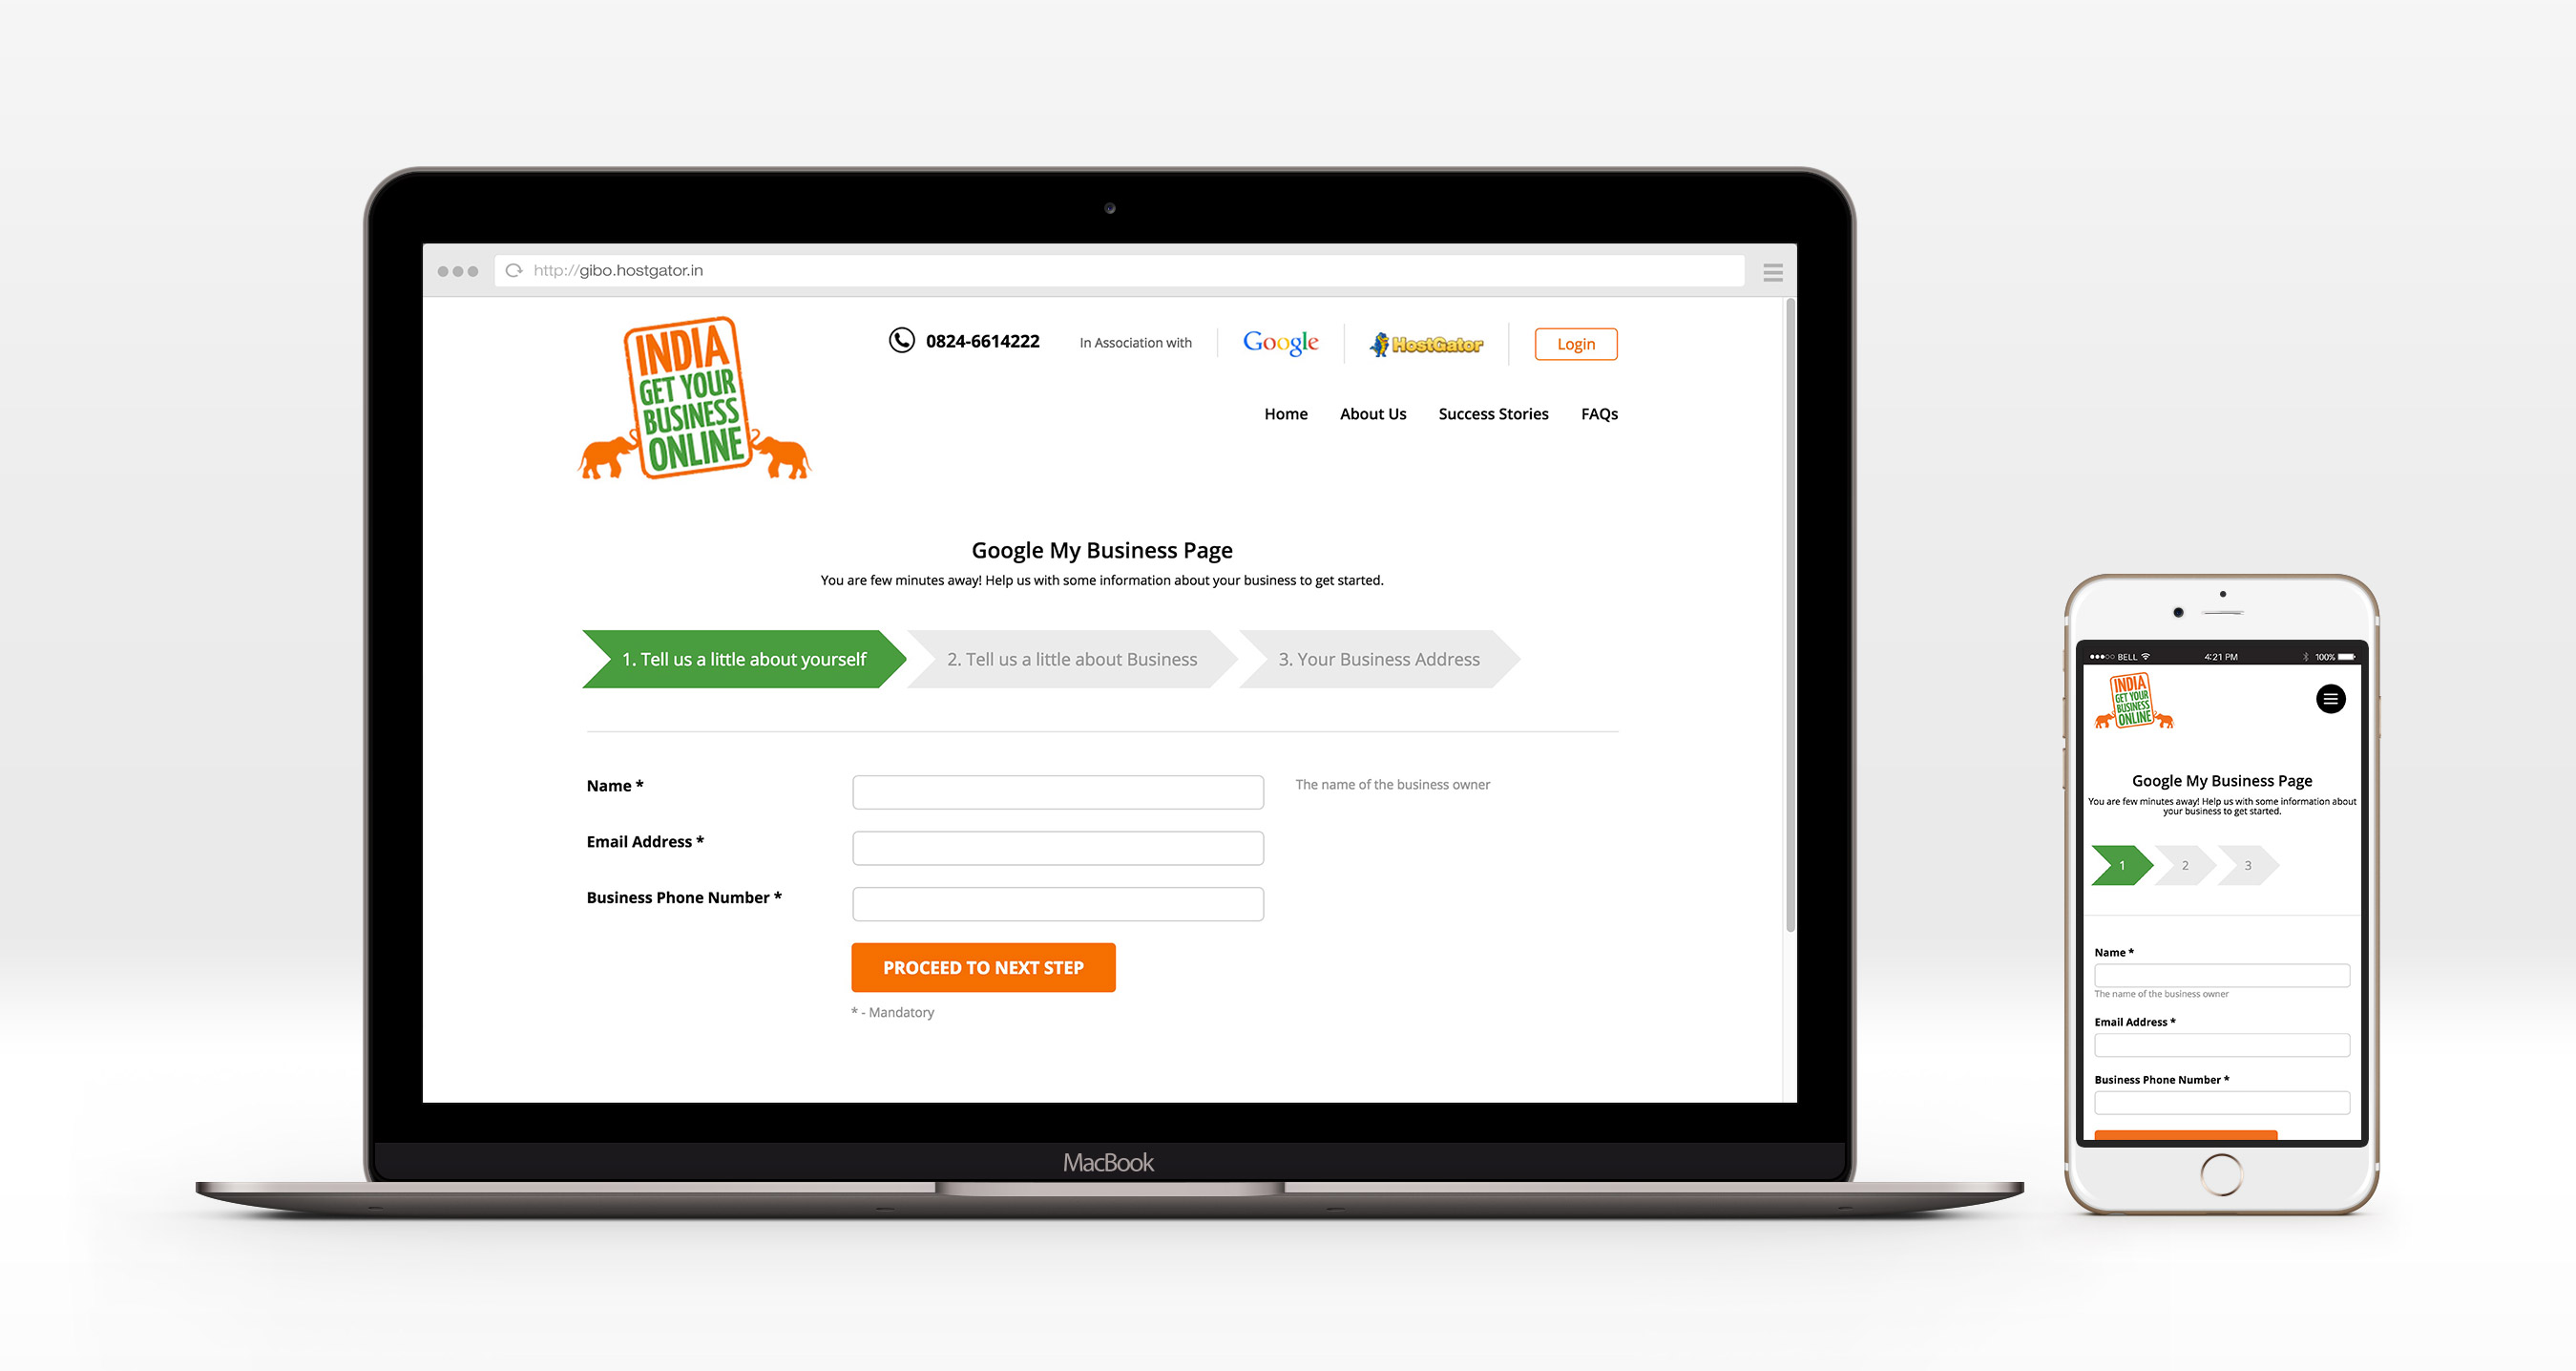 http://gibo.hostgator.in
INDIA
GET YOUR
BUSINESS
ONLINE
0824-6614222
In Association with
Google
HostGator
Login
Home
About Us
Success Stories
FAQs
Google My Business Page
You are few minutes away! Help us with some information about your business to get started.
1. Tell us a little about yourself
2. Tell us a little about Business
3. Your Business Address
Name *
The name of the business owner
Email Address *
Business Phone Number *
PROCEED TO NEXT STEP
* - Mandatory
MacBook
BELL
4:21 PM
100%
INDIA
GET YOUR
BUSINESS
ONLINE
Google My Business Page
You are few minutes away! Help us with some information about
your business to get started.
1
2
3
Name *
The name of the business owner
Email Address *
Business Phone Number *